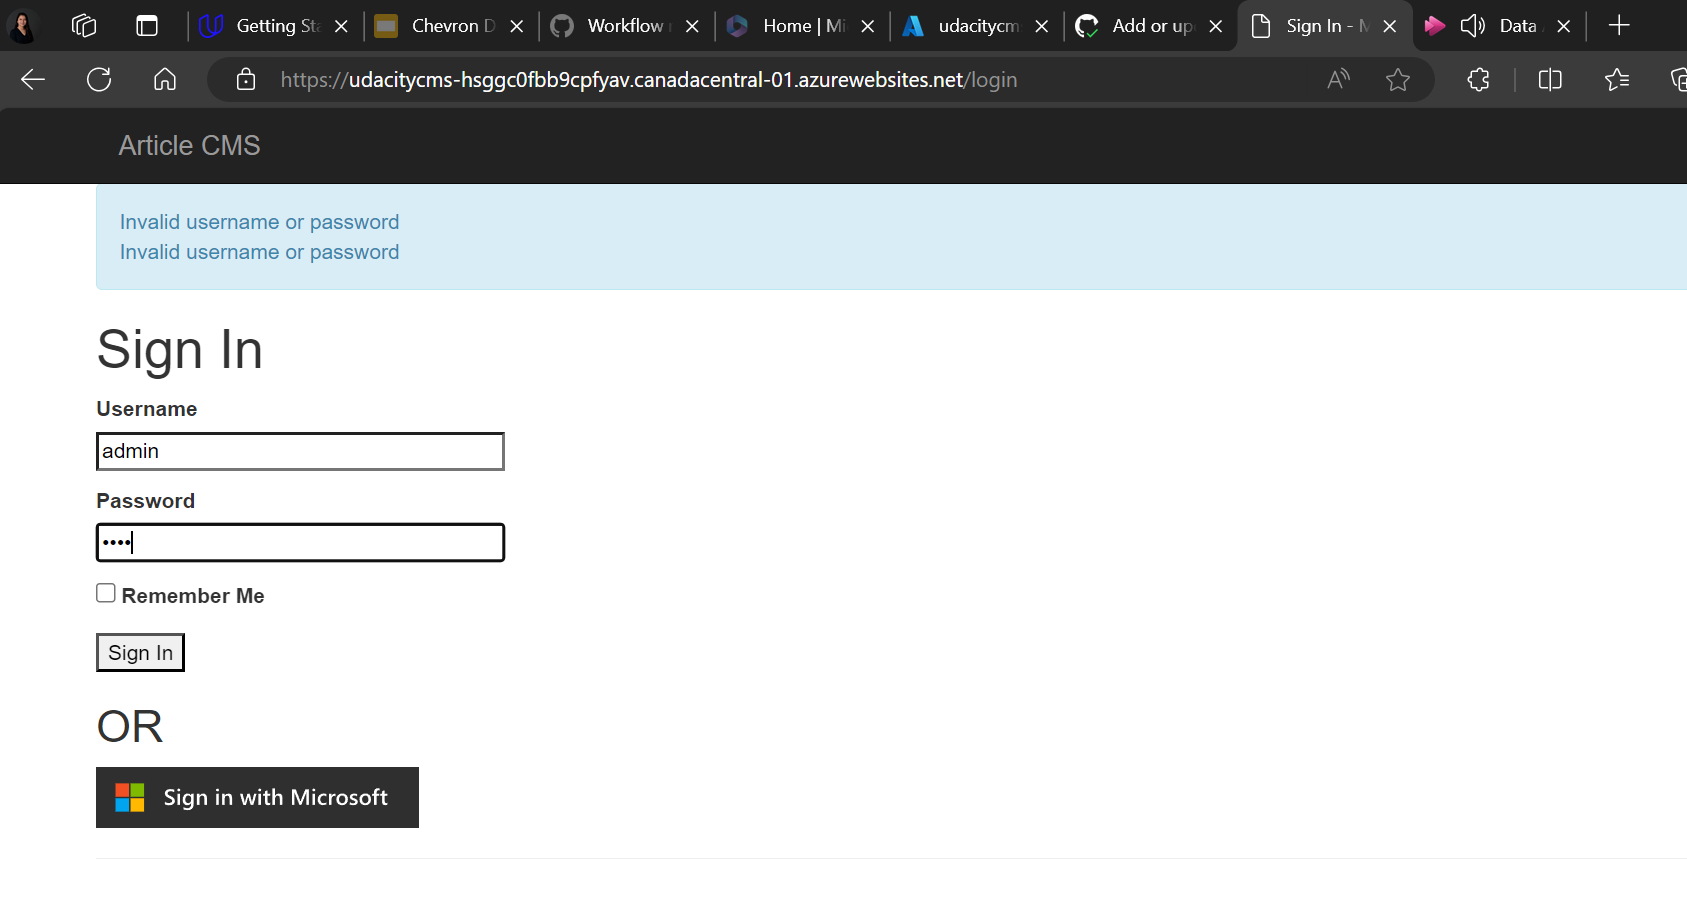 Getting Sta
Chevron D
Workflow
Home | Mi
udacitycm
Add or up
Sign In - M
Data
https://udacitycms-hsggc0fbb9cpfyav.canadacentral-01.azurewebsites.net/login
Article CMS
Invalid username or password
Invalid username or password
Sign In
Username
admin
Password
••••
Remember Me
Sign In
OR
Sign in with Microsoft